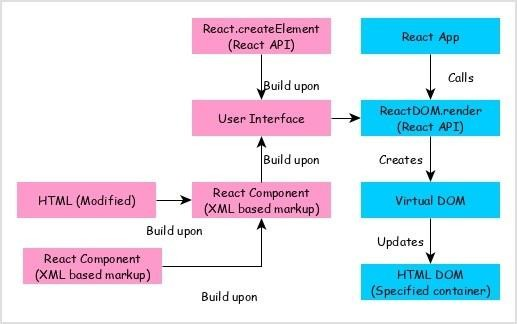 React.createElement
(React API)
React App
Build upon
Calls
User Interface
ReactDOM.render
(React API)
Build upon
Creates
HTML (Modified)
React Component
(XML based markup)
Virtual DOM
Build upon
Updates
React Component
(XML based markup)
HTML DOM
(Specified container)
Build upon